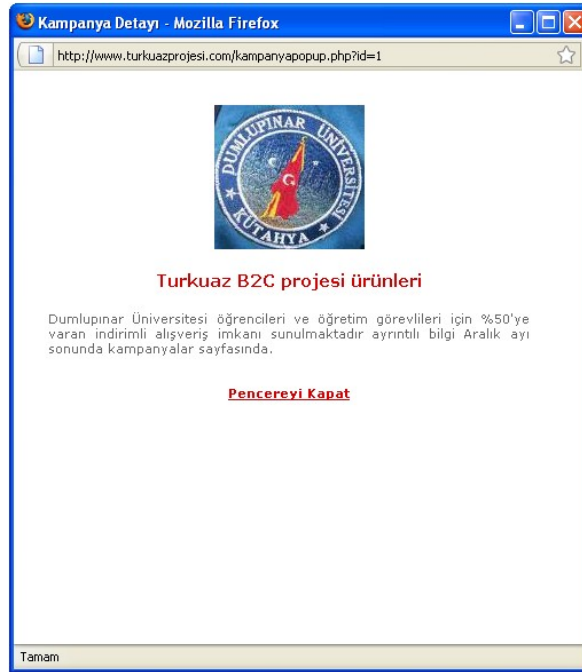 Kampanya Detayı - Mozilla Firefox
http://www.turkuazprojesi.com/kampanyapopup.php?id=1
DUMLUPINAR ÜNİVERSİTESİ
KÜTAHYA
Turkuaz B2C projesi ürünleri
Dumlupınar Üniversitesi öğrencileri ve öğretim görevlileri için %50'ye
varan indirimli alışveriş imkanı sunulmaktadır ayrıntılı bilgi Aralık ayı
sonunda kampanyalar sayfasında.
Pencereyi Kapat
Tamam